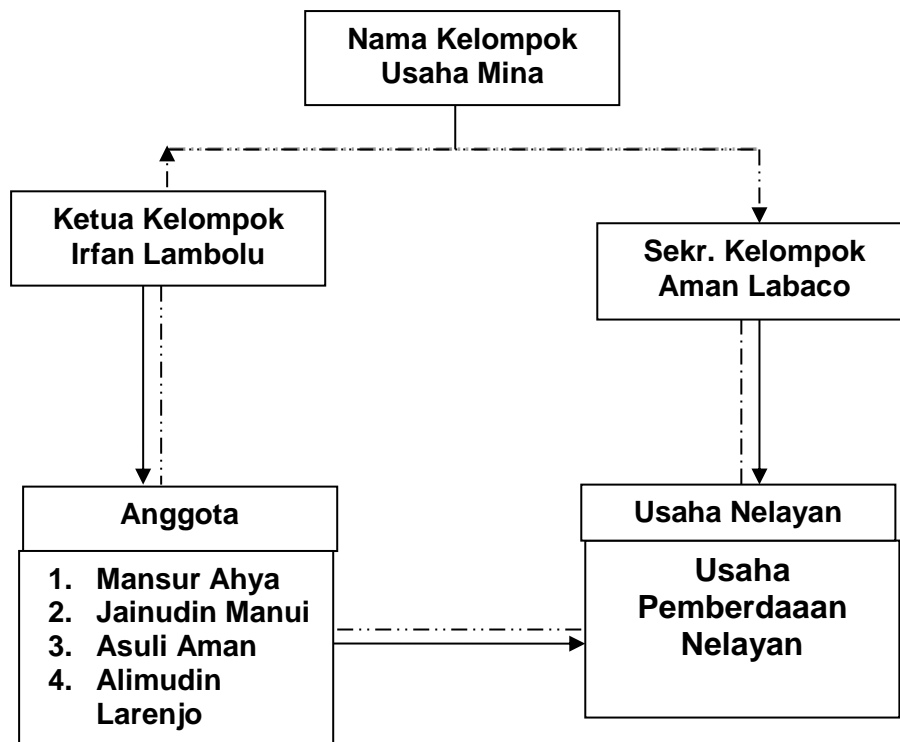 Nama Kelompok
Usaha Mina
Ketua Kelompok
Irfan Lambolu
Sekr. Kelompok
Aman Labaco
Anggota
1. Mansur Ahya
2. Jainudin Manui
3. Asuli Aman
4. Alimudin
Larenjo
Usaha Nelayan
Usaha
Pemberdaaan
Nelayan